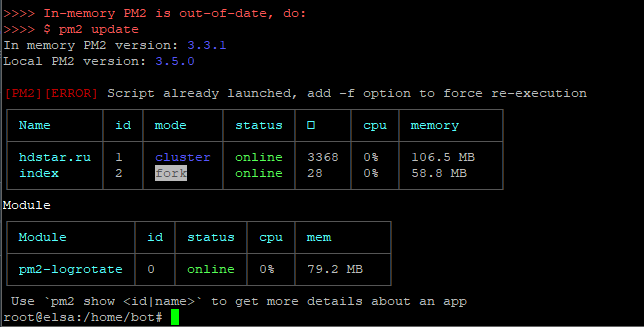 >>>> In-memory PM2 is out-of-date, do:
>>>> $ pm2 update
In memory PM2 version: 3.3.1
Local PM2 version: 3.5.0
[PM2][ERROR] Script already launched, add -f option to force re-execution
Name id mode status cpu memory
hdstar.ru 1 cluster online 3368 0% 106.5 MB
index 2 fork online 28 0% 58.8 MB
Module
Module id status cpu mem
pm2-logrotate 0 online 0% 79.2 MB
Use `pm2 show <id|name>` to get more details about an app
root@elsa:/home/bot#